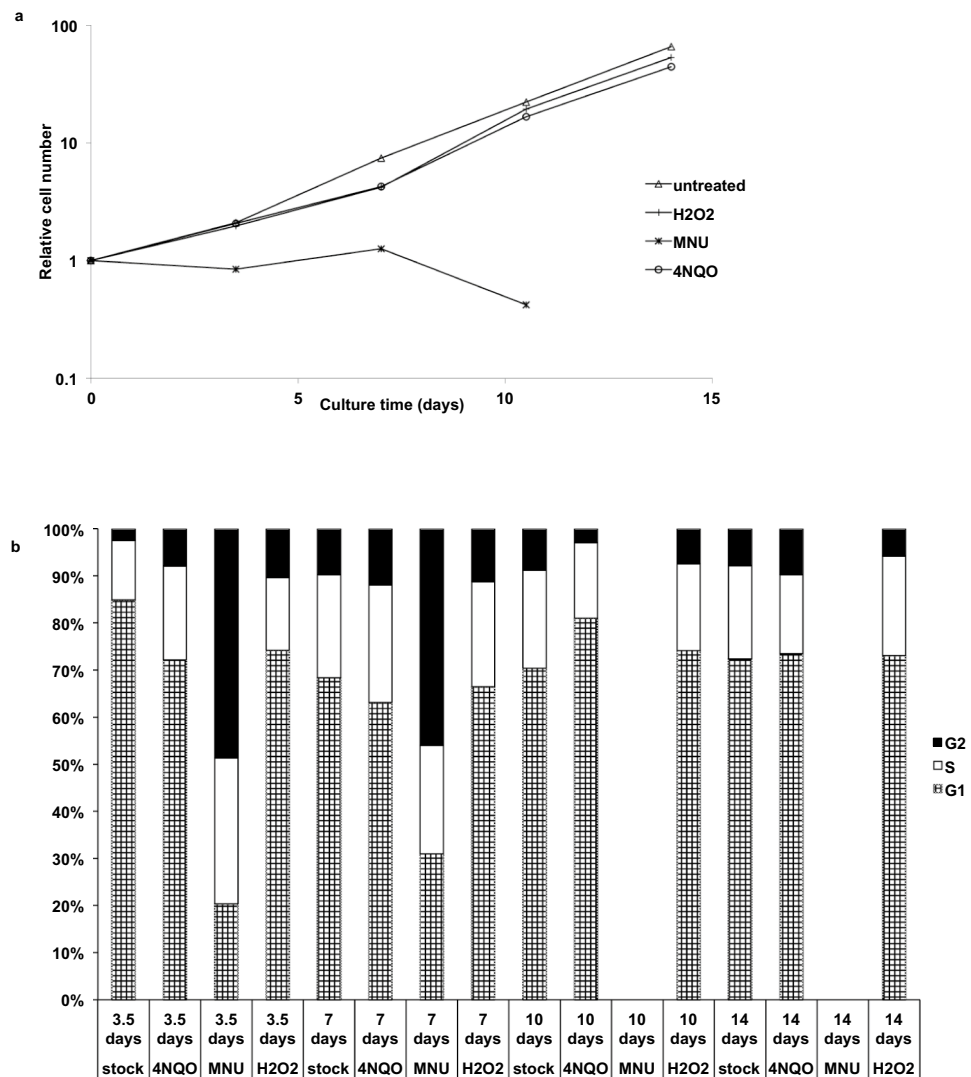 a
100
10
1
0.1
Relative cell number
0
5
10
15
Culture time (days)
untreated
H2O2
MNU
4NQO
b
100%
90%
80%
70%
60%
50%
40%
30%
20%
10%
0%
G2
S
G1
3.5 days stock
3.5 days 4NQO
3.5 days MNU
3.5 days H2O2
7 days stock
7 days 4NQO
7 days MNU
7 days H2O2
10 days stock
10 days 4NQO
10 days MNU
10 days H2O2
14 days stock
14 days 4NQO
14 days MNU
14 days H2O2